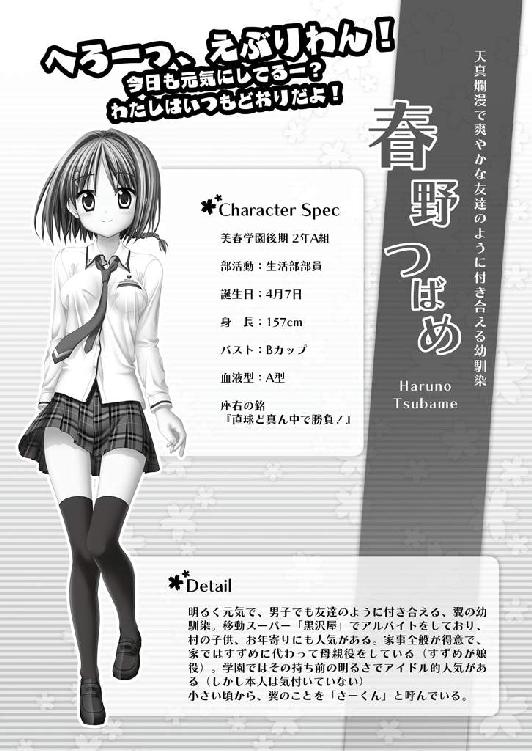 へろーっ、えぶりわん！
今日も元気にしてるー？
わたしはいつもどおりだよ！
天真爛漫で爽やかな友達のように付き合える幼馴染
春野つばめ
Haruno
Tsubame
Character Spec
美春学園後期 2年A組
部活動：生活部部員
誕生日：4月7日
身　長：157cm
バスト：Bカップ
血液型：A型
座右の銘
『直球ど真ん中で勝負！』
Detail
明るく元気で、男子でも友達のように付き合える、翼の幼
馴染。移動スーパー「黒沢屋」でアルバイトをしており、
村の子供、お年寄りにも人気がある。家事全般が得意で、
家ではすずめに代わって母親役をしている（すずめが娘
役）。学園ではその持ち前の明るさでアイドル的人気があ
る（しかし本人は気付いていない）
小さい頃から、翼のことを「さーくん」と呼んでいる。